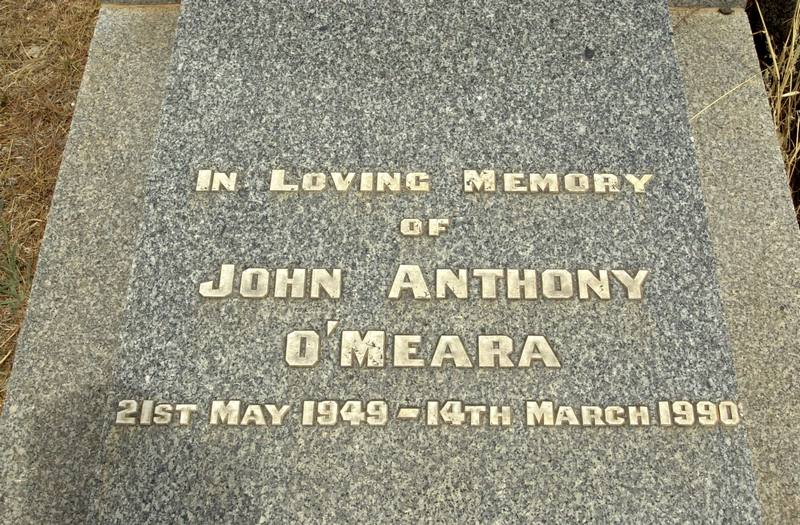 In Loving Memory
of
John Anthony
O'Meara
21st May 1949 - 14th March 1990